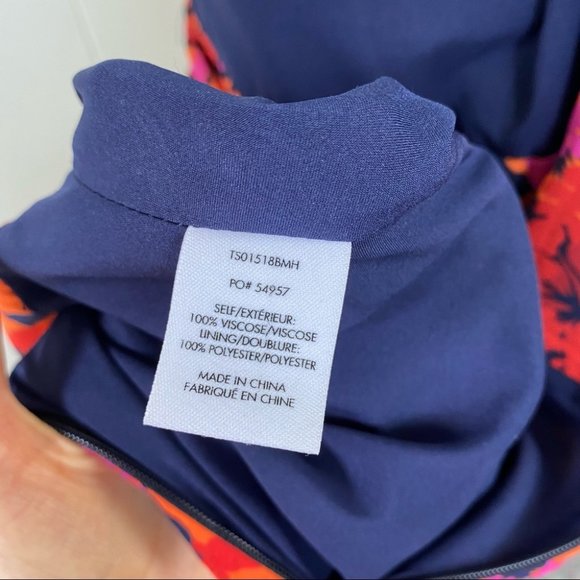 TS01518BMH
PO# 54957
SELF/EXTÉRIEUR:
100% VISCOSE/VISCOSE
LINING/DOUBLURE:
100% POLYESTER/POLYESTER
MADE IN CHINA
FABRIQUÉ EN CHINE